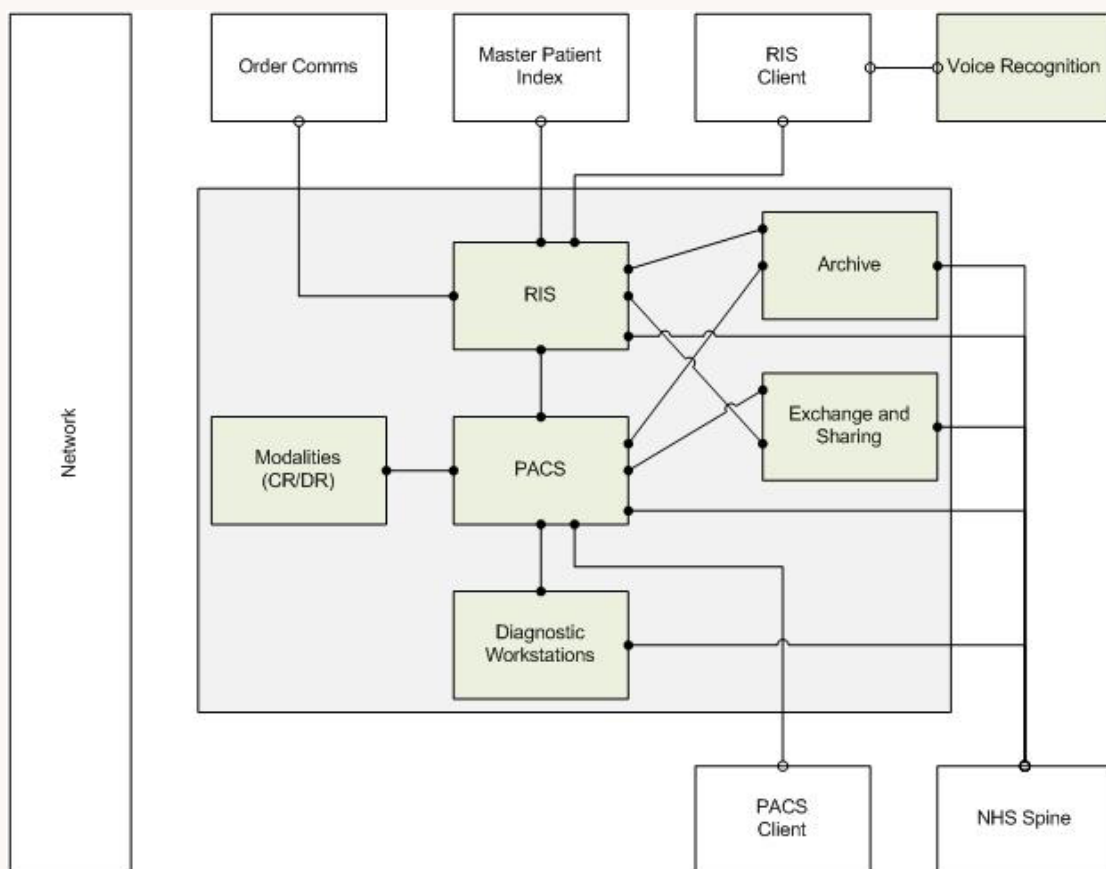 Order Comms
Master Patient
Index
RIS
Client
Voice Recognition
RIS
Archive
Network
Modalities
(CR/DR)
PACS
Exchange and
Sharing
Diagnostic
Workstations
PACS
Client
NHS Spine